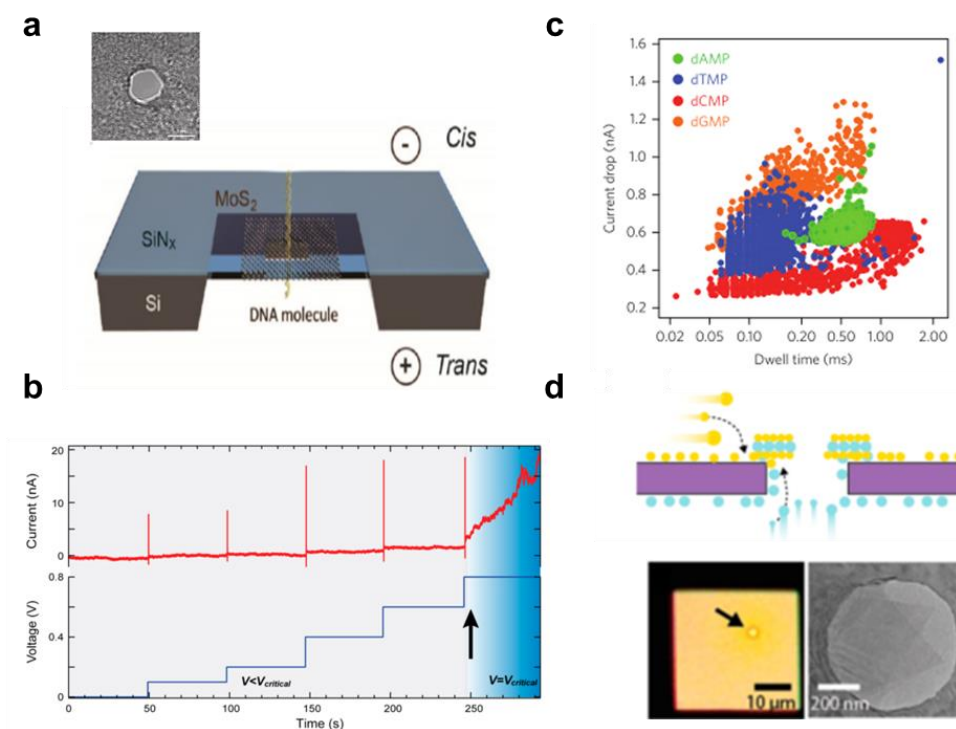 a
- Cis
MoS2
SiNx
Si
DNA molecule
+ Trans
b
20
10
0
Current (nA)
0.8
0.4
0
Voltage (V)
V<Vcritical
V=Vcritical
0 50 100 150 200 250
Time (s)
c
1.6
1.4
1.2
1.0
0.8
0.6
0.4
0.2
Current drop (nA)
dAMP
dTMP
dCMP
dGMP
0.02 0.05 0.10 0.20 0.50 1.00 2.00
Dwell time (ms)
d
10 µm
200 nm